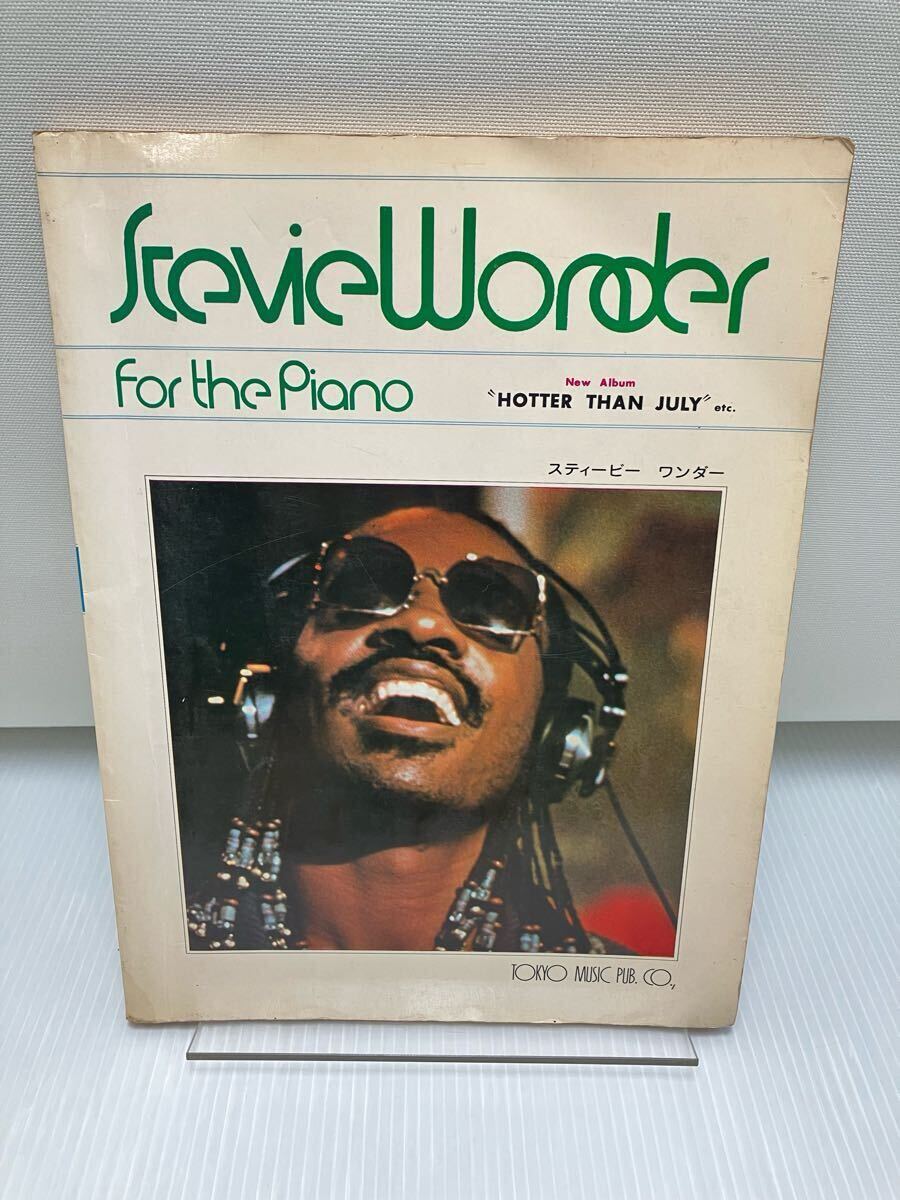 Stevie Wonder
For the Piano
New Album
"HOTTER THAN JULY" etc.
スティービー ワンダー
TOKYO MUSIC PUB. CO.,